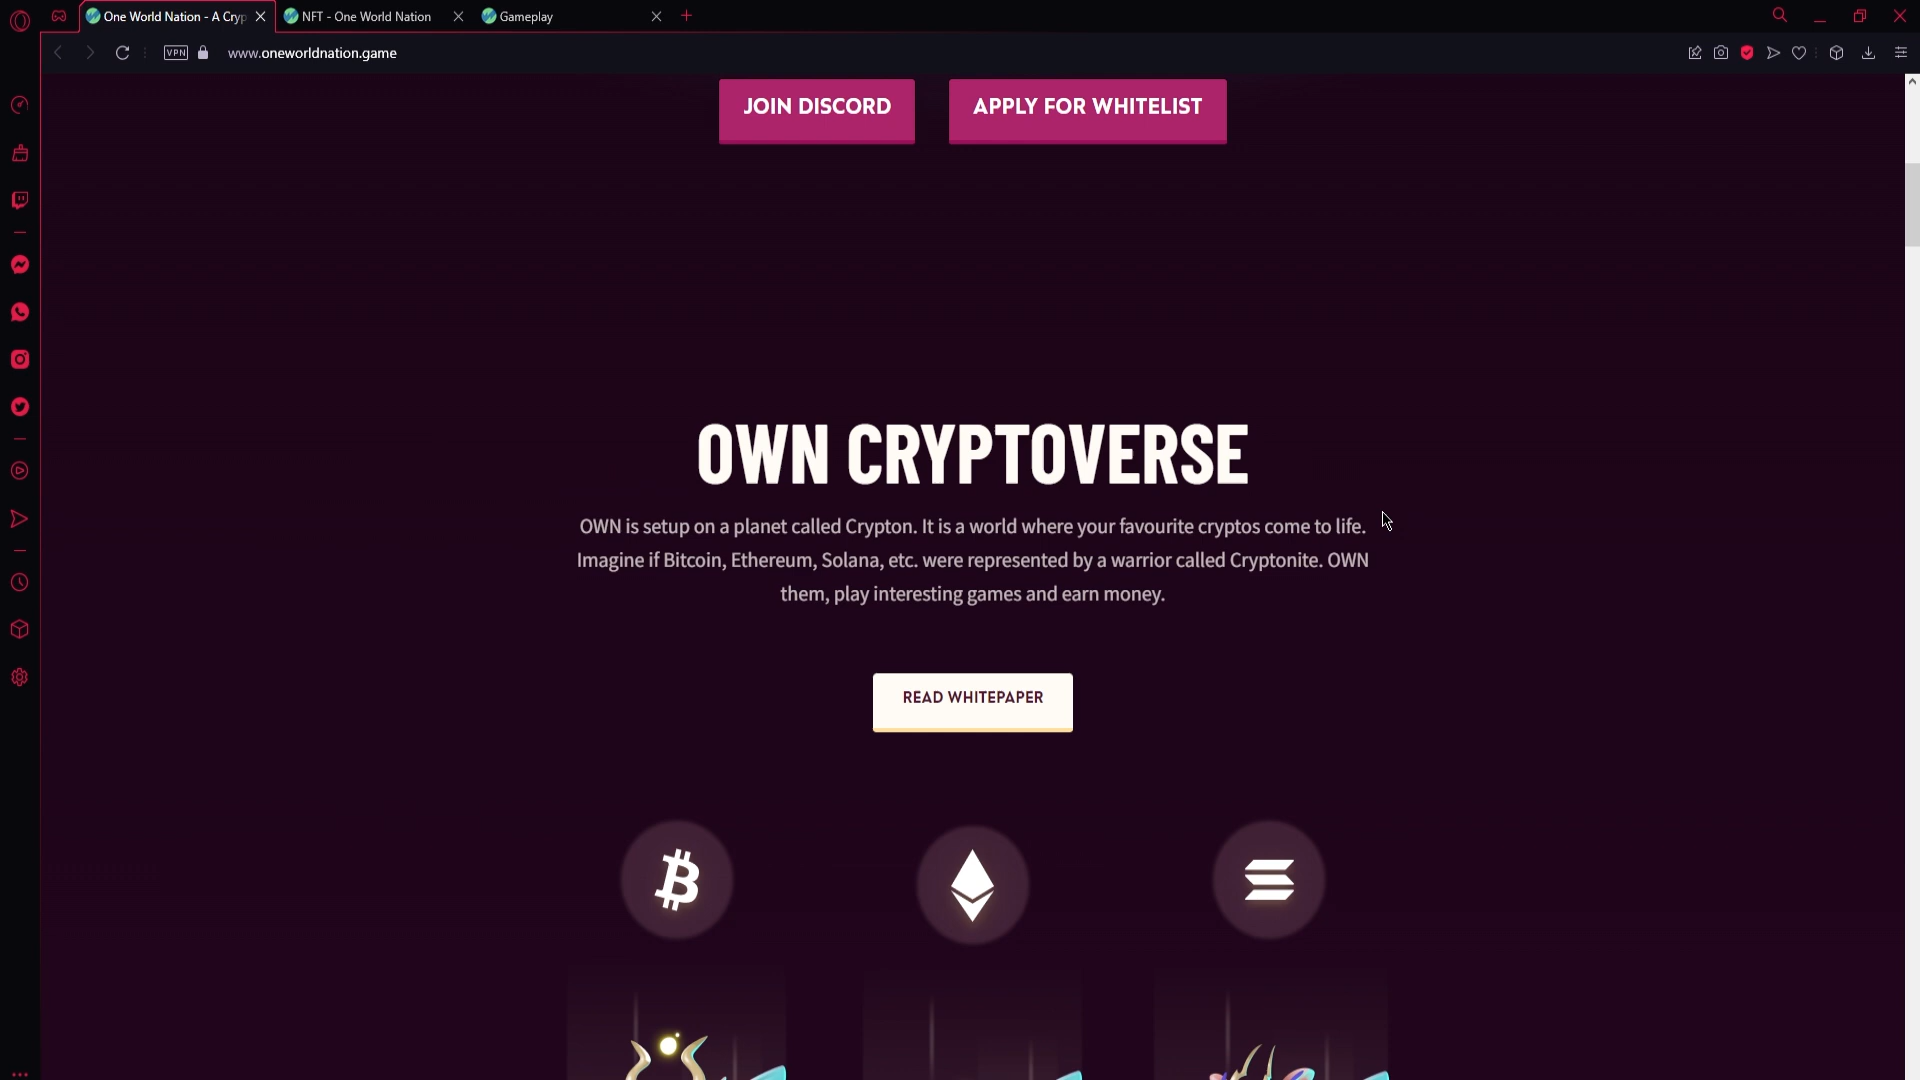 One World Nation - A Cryp
NFT - One World Nation
Gameplay
VPN
www.oneworldnation.game
JOIN DISCORD
APPLY FOR WHITELIST
OWN CRYPTOVERSE
OWN is setup on a planet called Crypton. It is a world where your favourite cryptos come to life.
Imagine if Bitcoin, Ethereum, Solana, etc. were represented by a warrior called Cryptonite. OWN
them, play interesting games and earn money.
READ WHITEPAPER